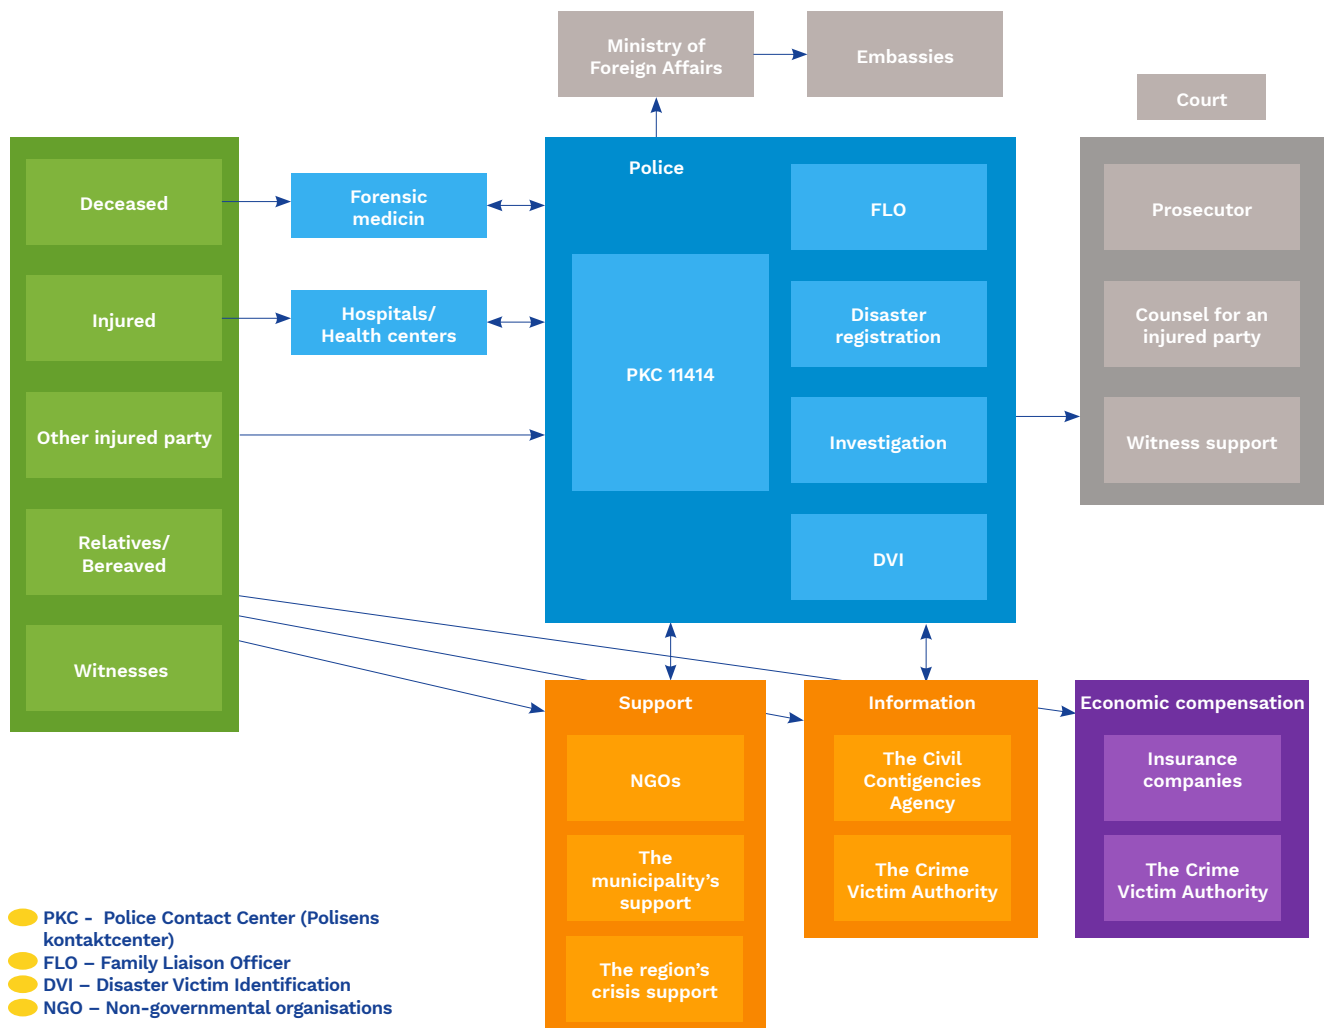 Ministry of
Foreign Affairs
Embassies
Court
Deceased
Injured
Other injured party
Relatives/
Bereaved
Witnesses
Forensic
medicin
Hospitals/
Health centers
Police
PKC 11414
FLO
Disaster
registration
Investigation
DVI
Prosecutor
Counsel for an
injured party
Witness support
Support
NGOs
The
municipality’s
support
The region’s
crisis support
Information
The Civil
Contigencies
Agency
The Crime
Victim Authority
Economic compensation
Insurance
companies
The Crime
Victim Authority
PKC - Police Contact Center (Polisens
kontaktcenter)
FLO – Family Liaison Officer
DVI – Disaster Victim Identification
NGO – Non-governmental organisations